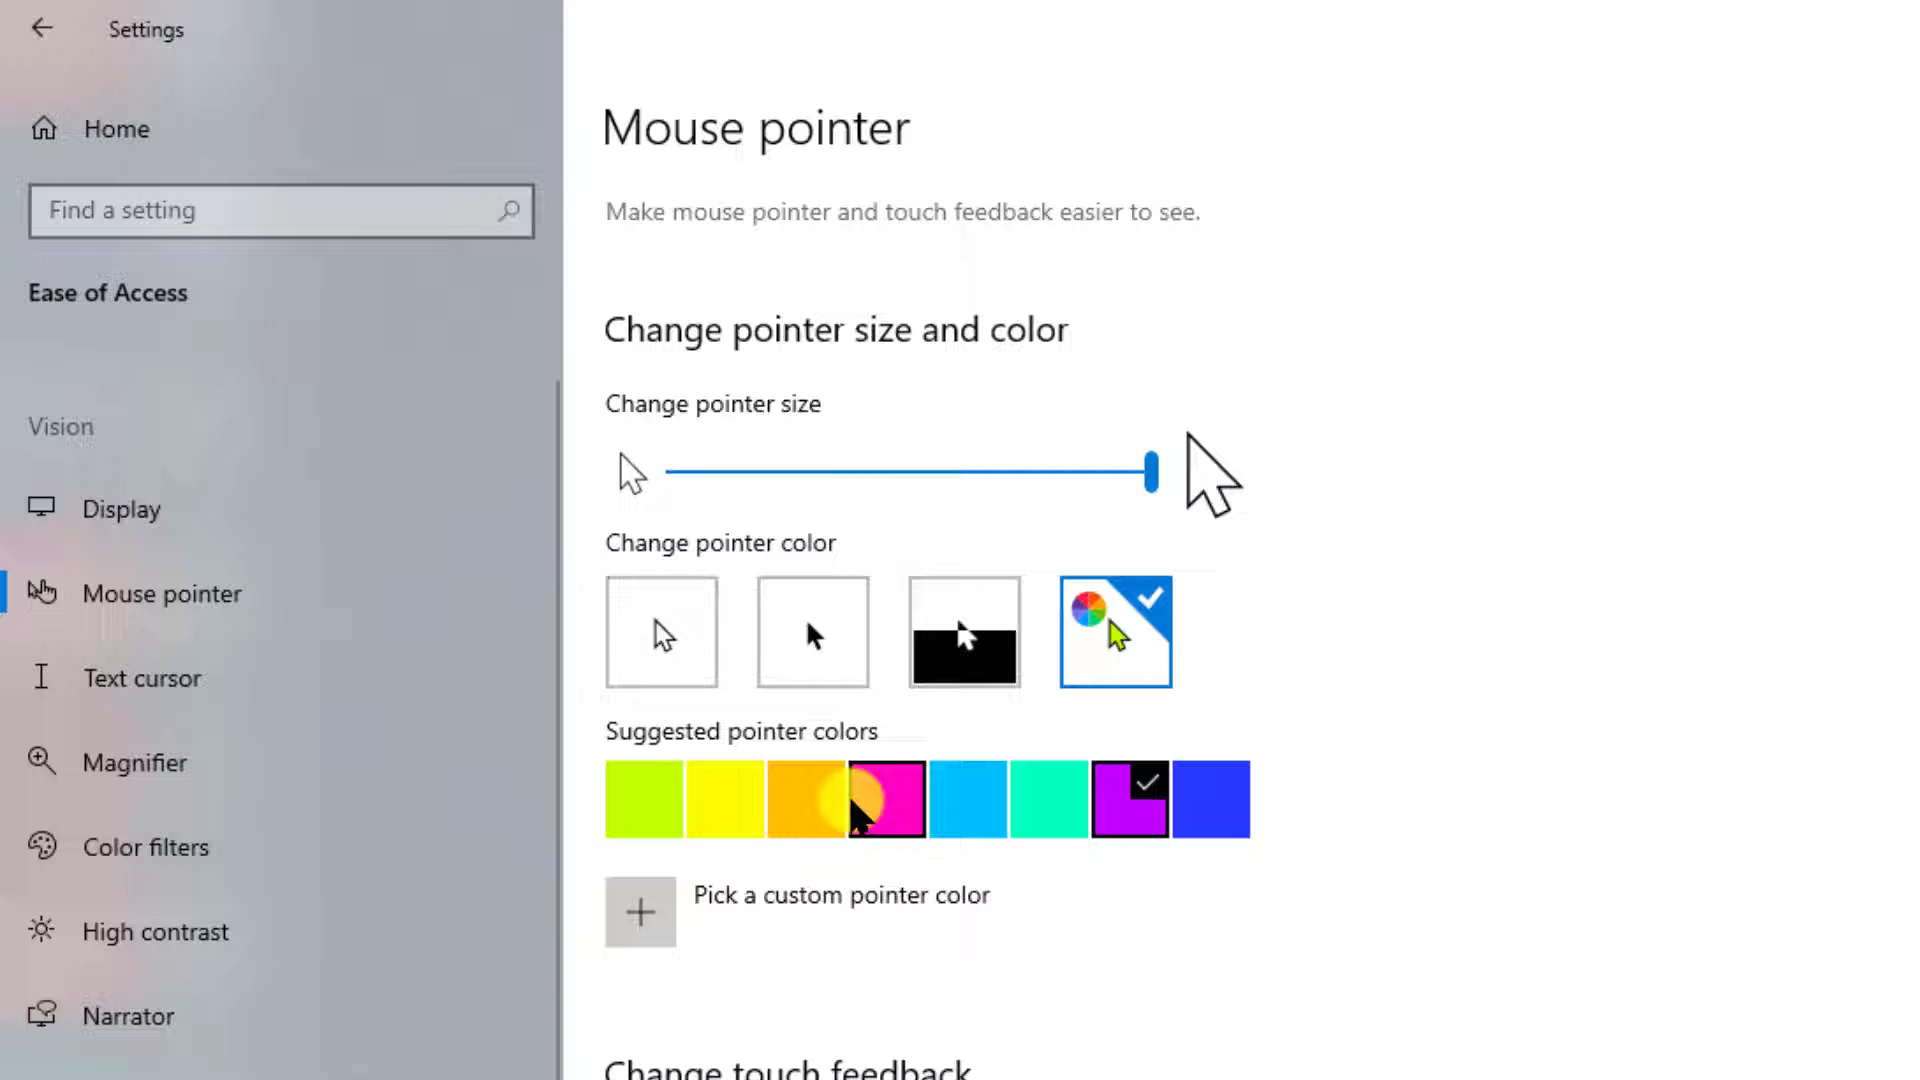 Settings
Home
Find a setting
Ease of Access
Vision
Display
Mouse pointer
Text cursor
Magnifier
Color filters
High contrast
Narrator
Mouse pointer
Make mouse pointer and touch feedback easier to see.
Change pointer size and color
Change pointer size
Change pointer color
Suggested pointer colors
Pick a custom pointer color
Change touch feedback